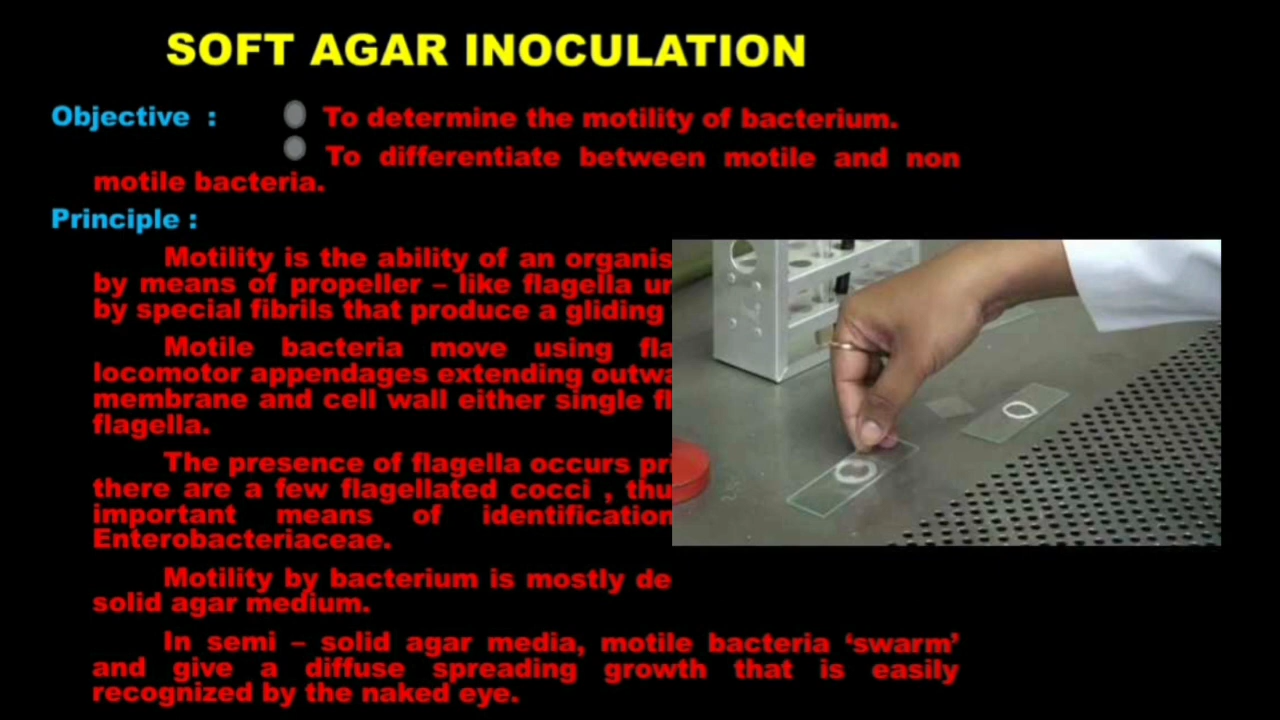 SOFT AGAR INOCULATION
Objective : To determine the motility of bacterium.
To differentiate between motile and non
motile bacteria.
Principle :
Motility is the ability of an
by means of propeller – like flagella
by special fibrils that produce a gliding
Motile bacteria move using
locomotor appendages extending
membrane and cell wall either single
flagella.
The presence of flagella occurs
there are a few flagellated cocci ,
important means of identification
Enterobacteriaceae.
Motility by bacterium is mostly
solid agar medium.
In semi – solid agar media, motile bacteria ‘swarm’
and give a diffuse spreading growth that is easily
recognized by the naked eye.